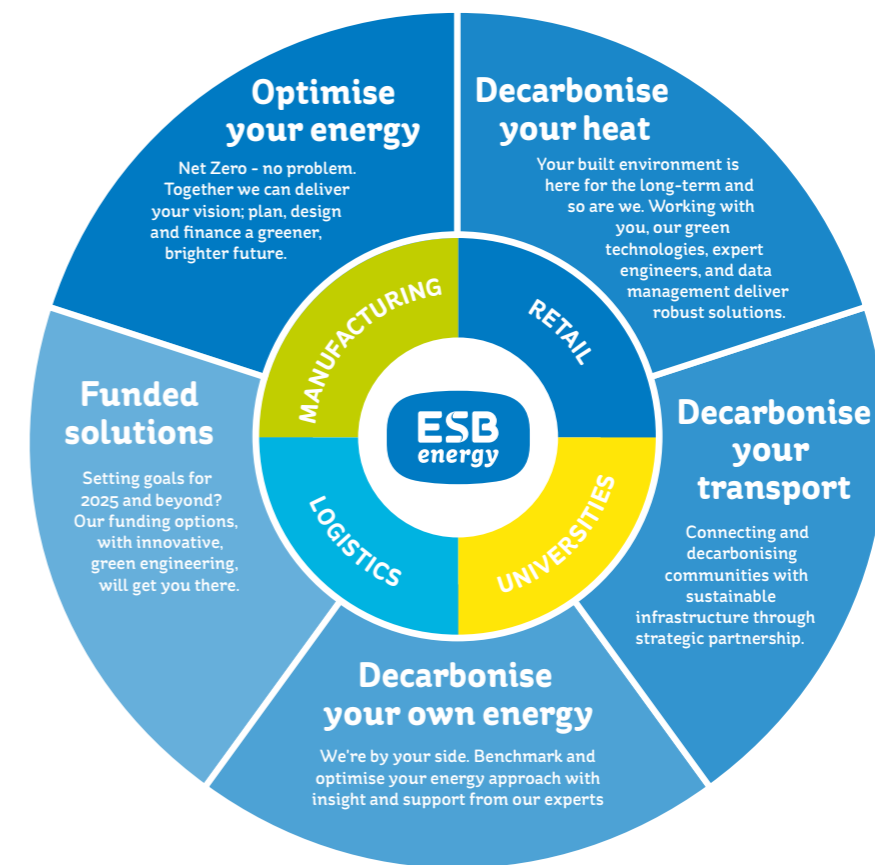 Optimise
your energy
Net Zero - no problem.
Together we can deliver
your vision; plan, design
and finance a greener,
brighter future.
Decarbonise
your heat
Your built environment is
here for the long-term and
so are we. Working with
you, our green
technologies, expert
engineers, and data
management deliver
robust solutions.
Decarbonise
your
transport
Connecting and
decarbonising
communities with
sustainable
infrastructure through
strategic partnership.
Decarbonise
your own energy
We're by your side. Benchmark and
optimise your energy approach with
insight and support from our experts
Funded
solutions
Setting goals for
2025 and beyond?
Our funding options,
with innovative,
green engineering,
will get you there.
MANUFACTURING
RETAIL
UNIVERSITIES
LOGISTICS
ESB
energy